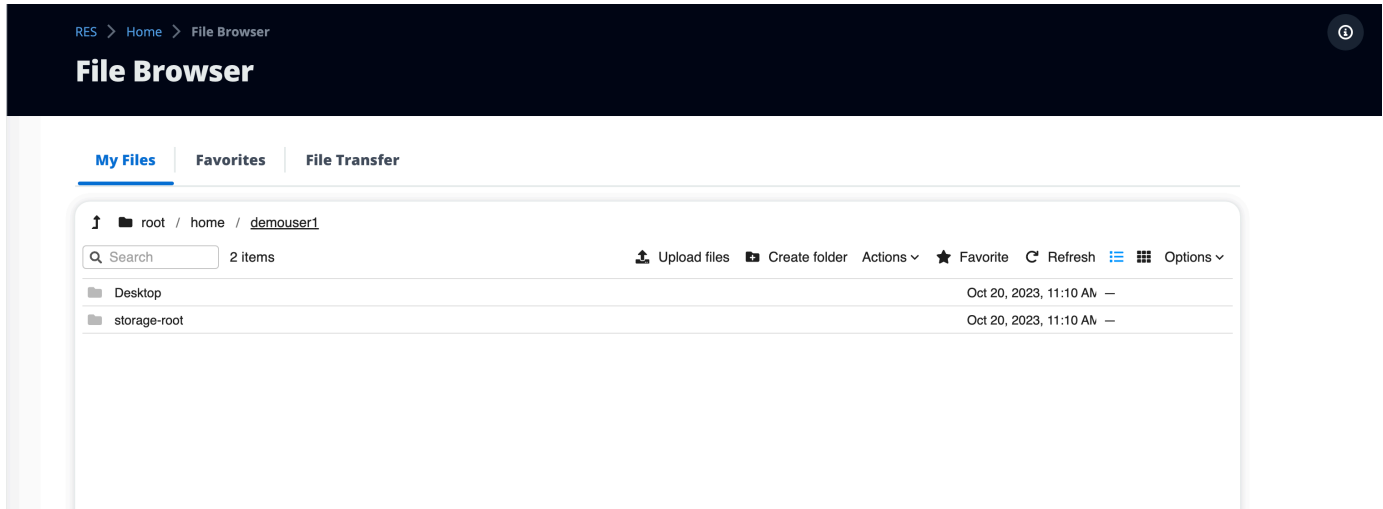 RES > Home > File Browser
File Browser
My Files Favorites File Transfer
root / home / demouser1
Search 2 items Upload files Create folder Actions Favorite Refresh Options
Desktop Oct 20, 2023, 11:10 AM —
storage-root Oct 20, 2023, 11:10 AM —